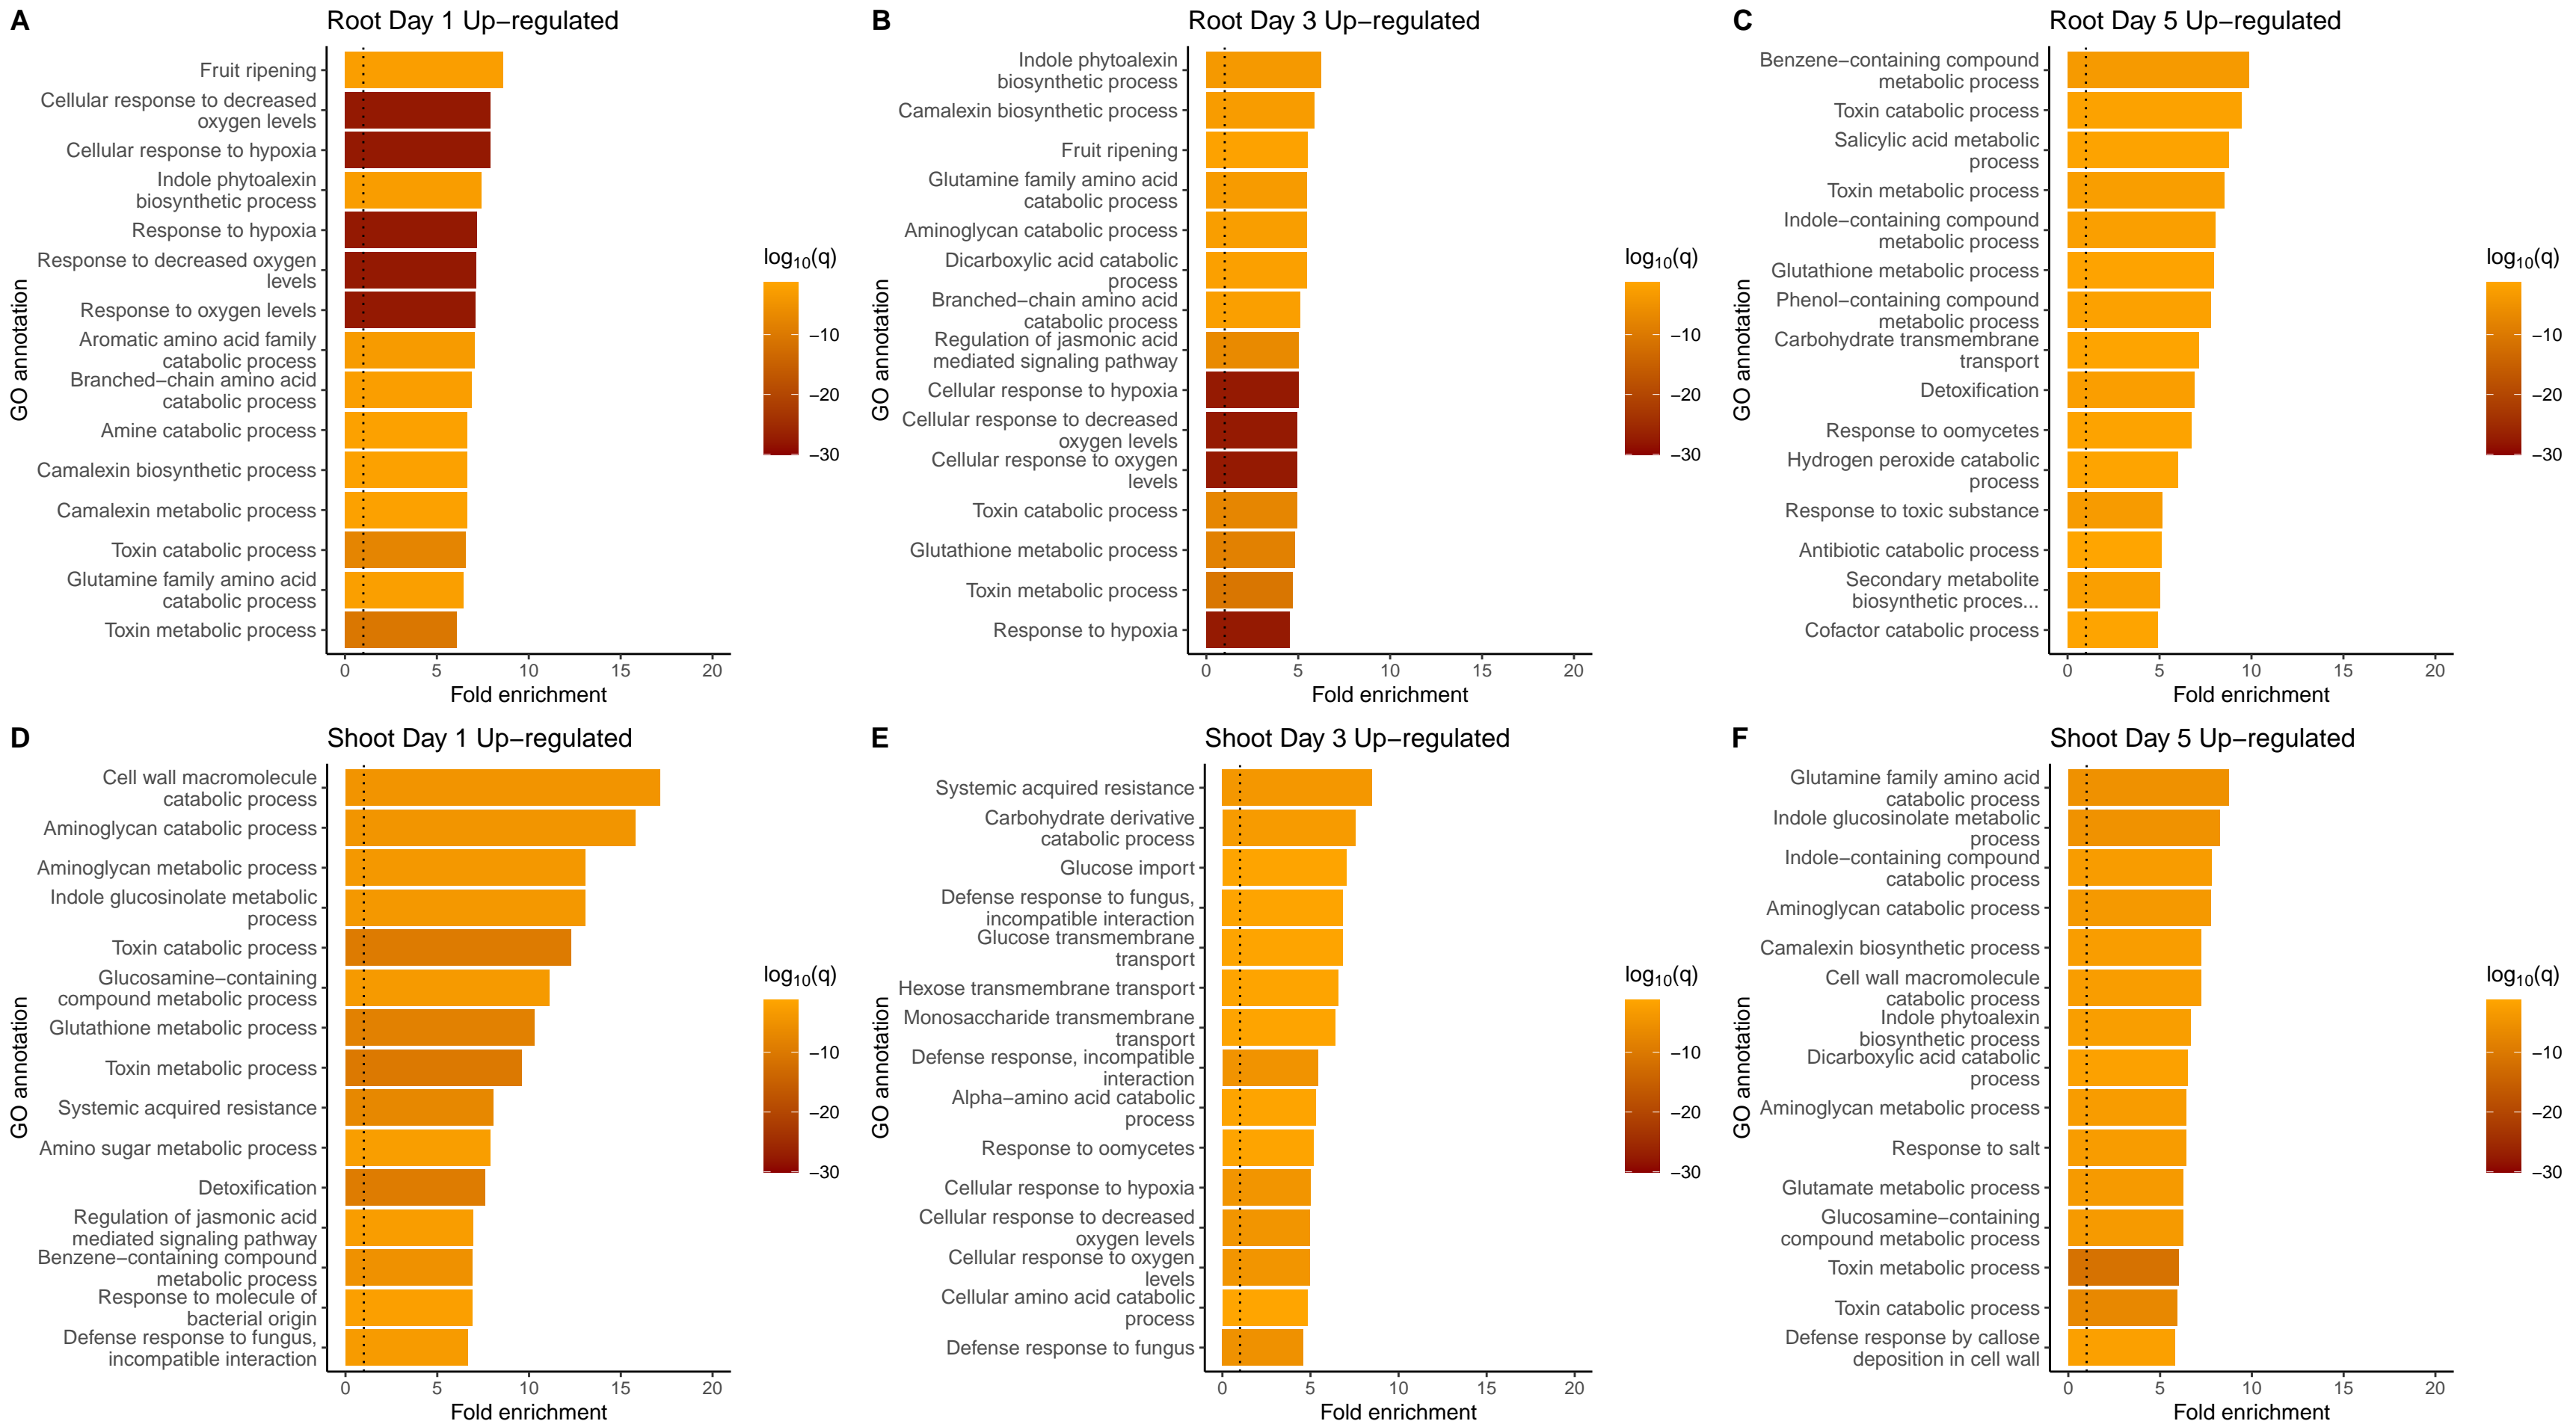 A
Root Day 1 Up−regulated
GO annotation
Fruit ripening
Cellular response to decreased
oxygen levels
Cellular response to hypoxia
Indole phytoalexin
biosynthetic process
Response to hypoxia
Response to decreased oxygen
levels
Response to oxygen levels
Aromatic amino acid family
catabolic process
Branched−chain amino acid
catabolic process
Amine catabolic process
Camalexin biosynthetic process
Camalexin metabolic process
Toxin catabolic process
Glutamine family amino acid
catabolic process
Toxin metabolic process
0 5 10 15 20
Fold enrichment
log10(q)
−10
−20
−30
B
Root Day 3 Up−regulated
GO annotation
Indole phytoalexin
biosynthetic process
Camalexin biosynthetic process
Fruit ripening
Glutamine family amino acid
catabolic process
Aminoglycan catabolic process
Dicarboxylic acid catabolic
process
Branched−chain amino acid
catabolic process
Regulation of jasmonic acid
mediated signaling pathway
Cellular response to hypoxia
Cellular response to decreased
oxygen levels
Cellular response to oxygen
levels
Toxin catabolic process
Glutathione metabolic process
Toxin metabolic process
Response to hypoxia
0 5 10 15 20
Fold enrichment
log10(q)
−10
−20
−30
C
Root Day 5 Up−regulated
GO annotation
Benzene−containing compound
metabolic process
Toxin catabolic process
Salicylic acid metabolic
process
Toxin metabolic process
Indole−containing compound
metabolic process
Glutathione metabolic process
Phenol−containing compound
metabolic process
Carbohydrate transmembrane
transport
Detoxification
Response to oomycetes
Hydrogen peroxide catabolic
process
Response to toxic substance
Antibiotic catabolic process
Secondary metabolite
biosynthetic proces...
Cofactor catabolic process
0 5 10 15 20
Fold enrichment
log10(q)
−10
−20
−30
D
Shoot Day 1 Up−regulated
GO annotation
Cell wall macromolecule
catabolic process
Aminoglycan catabolic process
Aminoglycan metabolic process
Indole glucosinolate metabolic
process
Toxin catabolic process
Glucosamine−containing
compound metabolic process
Glutathione metabolic process
Toxin metabolic process
Systemic acquired resistance
Amino sugar metabolic process
Detoxification
Regulation of jasmonic acid
mediated signaling pathway
Benzene−containing compound
metabolic process
Response to molecule of
bacterial origin
Defense response to fungus,
incompatible interaction
0 5 10 15 20
Fold enrichment
log10(q)
−10
−20
−30
E
Shoot Day 3 Up−regulated
GO annotation
Systemic acquired resistance
Carbohydrate derivative
catabolic process
Glucose import
Defense response to fungus,
incompatible interaction
Glucose transmembrane
transport
Hexose transmembrane transport
Monosaccharide transmembrane
transport
Defense response, incompatible
interaction
Alpha−amino acid catabolic
process
Response to oomycetes
Cellular response to hypoxia
Cellular response to decreased
oxygen levels
Cellular response to oxygen
levels
Cellular amino acid catabolic
process
Defense response to fungus
0 5 10 15 20
Fold enrichment
log10(q)
−10
−20
−30
F
Shoot Day 5 Up−regulated
GO annotation
Glutamine family amino acid
catabolic process
Indole glucosinolate metabolic
process
Indole−containing compound
catabolic process
Aminoglycan catabolic process
Camalexin biosynthetic process
Cell wall macromolecule
catabolic process
Indole phytoalexin
biosynthetic process
Dicarboxylic acid catabolic
process
Aminoglycan metabolic process
Response to salt
Glutamate metabolic process
Glucosamine−containing
compound metabolic process
Toxin metabolic process
Toxin catabolic process
Defense response by callose
deposition in cell wall
0 5 10 15 20
Fold enrichment
log10(q)
−10
−20
−30